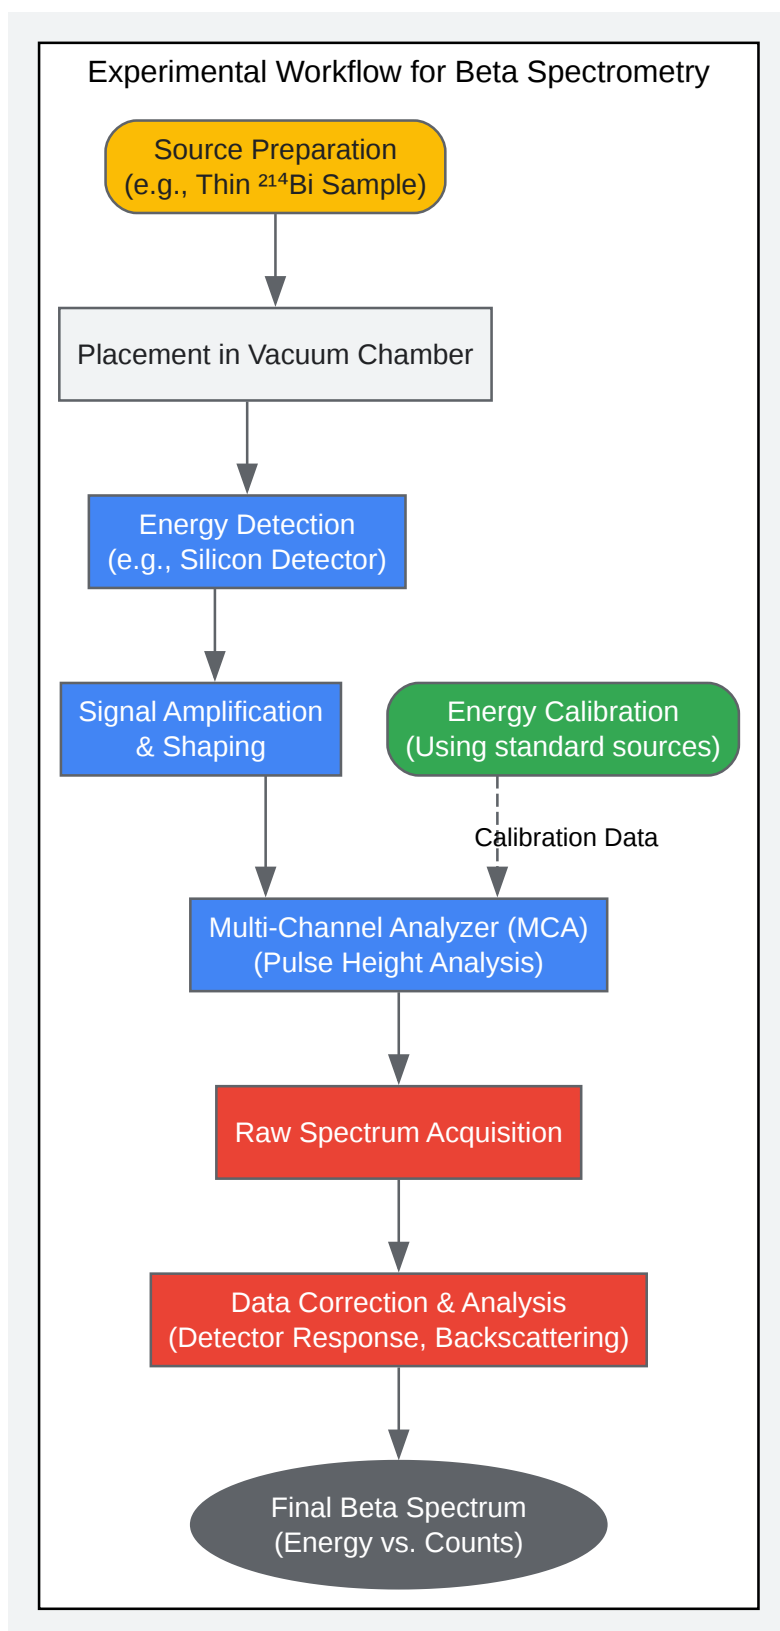 Experimental Workflow for Beta Spectrometry
Source Preparation
(e.g., Thin ²¹⁴Bi Sample)
Placement in Vacuum Chamber
Energy Detection
(e.g., Silicon Detector)
Signal Amplification
& Shaping
Energy Calibration
(Using standard sources)
Calibration Data
Multi-Channel Analyzer (MCA)
(Pulse Height Analysis)
Raw Spectrum Acquisition
Data Correction & Analysis
(Detector Response, Backscattering)
Final Beta Spectrum
(Energy vs. Counts)